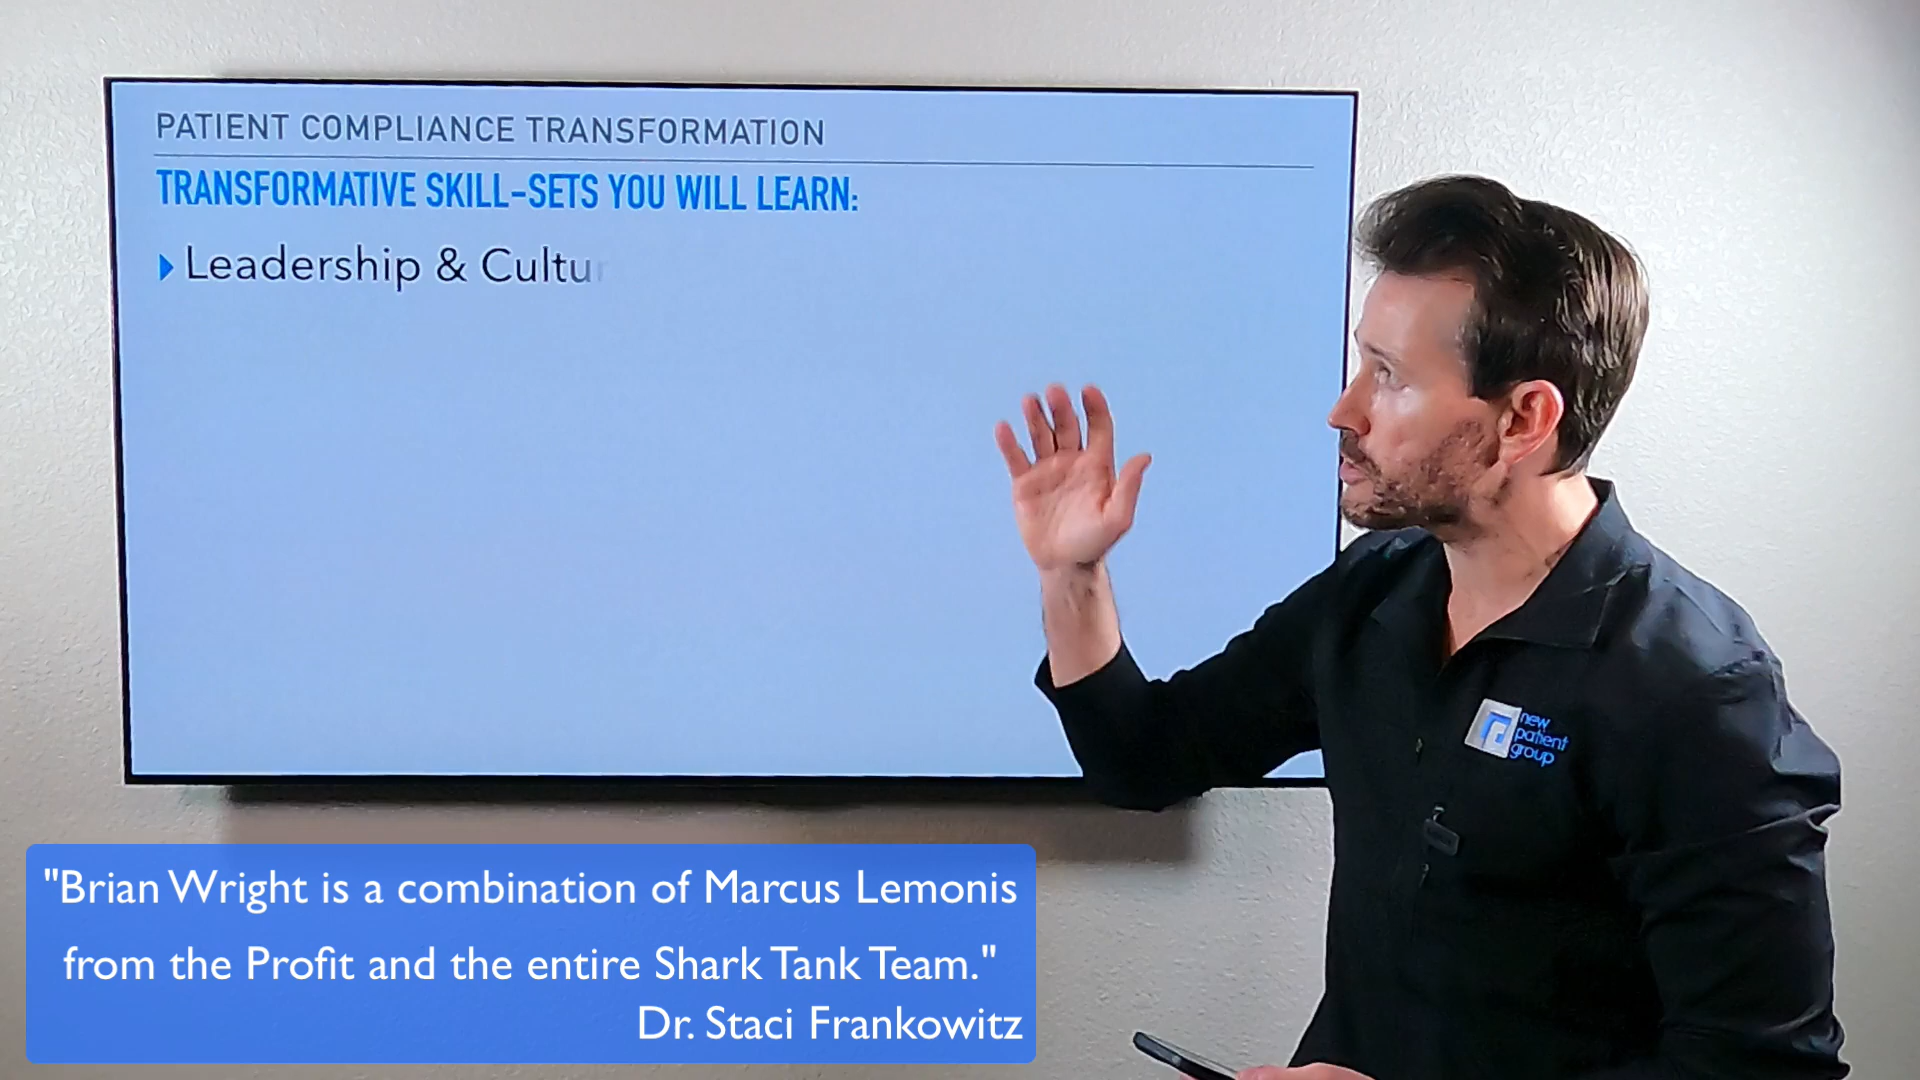 PATIENT COMPLIANCE TRANSFORMATION
TRANSFORMATIVE SKILL-SETS YOU WILL LEARN:
Leadership & Cultur
new
patient
group
"Brian Wright is a combination of Marcus Lemonis
from the Profit and the entire Shark Tank Team."
Dr. Staci Frankowitz